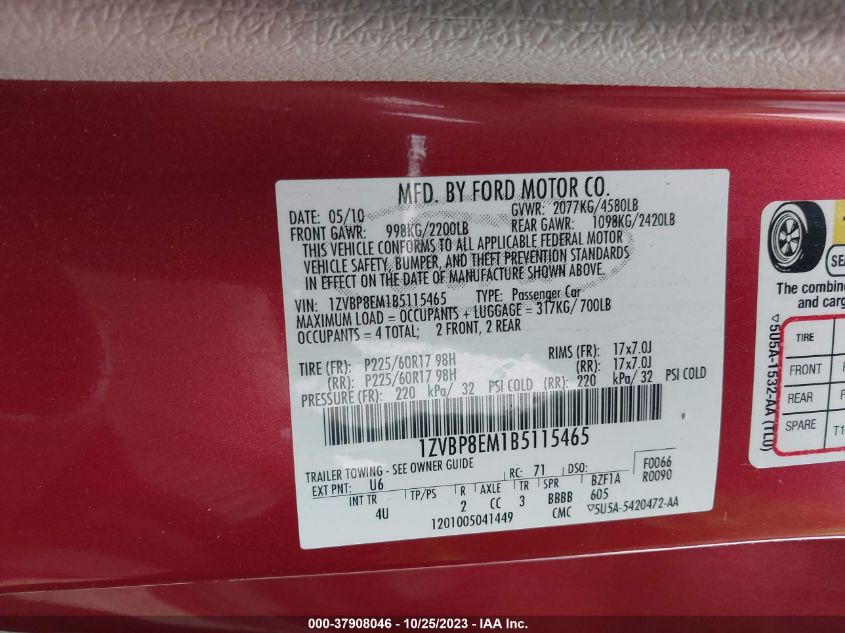 MFD. BY FORD MOTOR CO.
DATE: 05/10 GVWR: 2077KG/4580LB
FRONT GAWR: 998KG/2200LB REAR GAWR: 1098KG/2420LB
THIS VEHICLE CONFORMS TO ALL APPLICABLE FEDERAL MOTOR
VEHICLE SAFETY, BUMPER, AND THEFT PREVENTION STANDARDS
IN EFFECT ON THE DATE OF MANUFACTURE SHOWN ABOVE.
VIN: 1ZVBP8EM1B5115465 TYPE: Passenger Car
MAXIMUM LOAD = OCCUPANTS + LUGGAGE = 317KG/ 700LB
OCCUPANTS = 4 TOTAL; 2 FRONT, 2 REAR
TIRE (FR): P225/60R17 98H RIMS (FR): 17x7.0J
(RR): P225/60R17 98H (RR): 17x7.0J
PRESSURE (FR): 220 kPa/ 32 PSI COLD (RR): 220 kPa/ 32 PSI COLD
1ZVBP8EM1B5115465
TRAILER TOWING - SEE OWNER GUIDE
EXT PNT: U6 RC: 71 DSO: F0066
R0090
INT TR TP/PS R AXLE TR SPR BZF1A
4U 2 CC 3 BBBB 605
1201005041449 CMC ▽5U5A-5420472-AA
The combine
and carg
▽5U5A-1532-AA (TLU)
TIRE
FRONT
REAR
SPARE T1
000-37908046 - 10/25/2023 - IAA Inc.